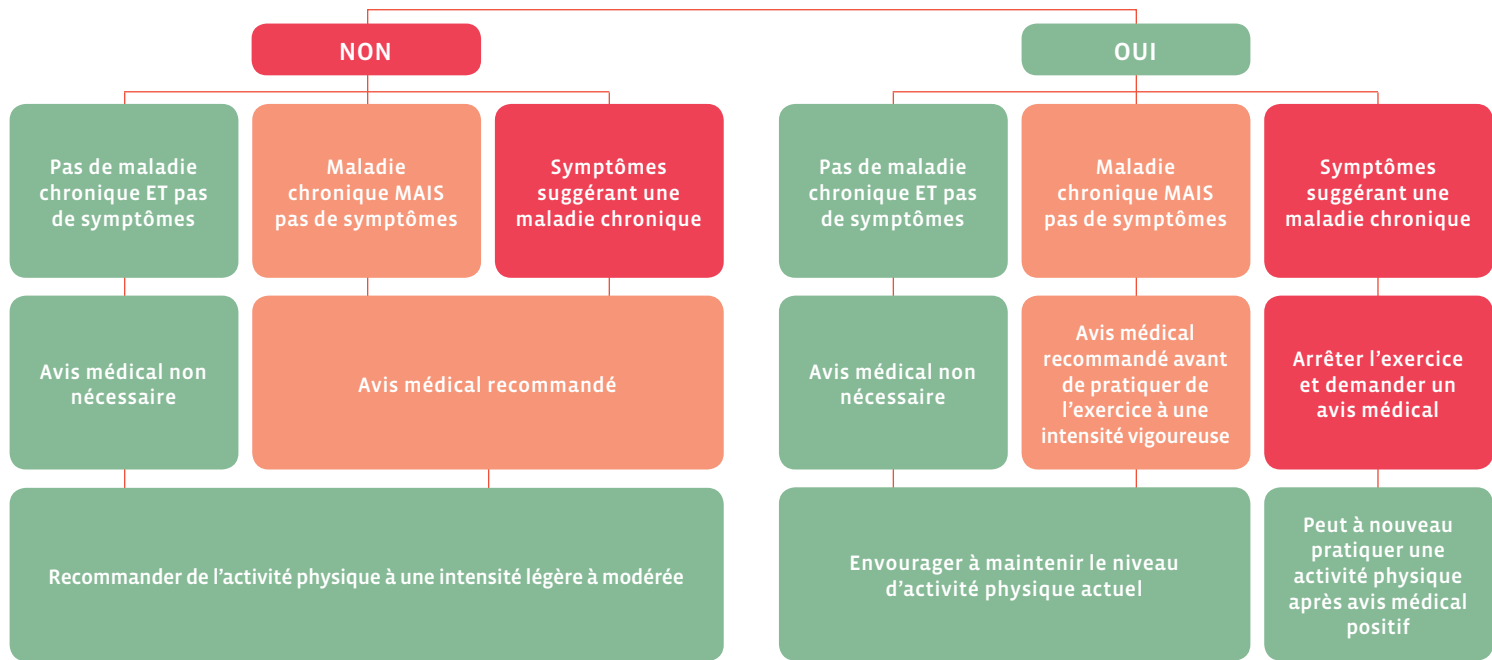 NON
OUI
Pas de maladie
chronique ET pas
de symptômes
Maladie
chronique MAIS
pas de symptômes
Symptômes
suggérant une
maladie chronique
Pas de maladie
chronique ET pas
de symptômes
Maladie
chronique MAIS
pas de symptômes
Symptômes
suggérant une
maladie chronique
Avis médical non
nécessaire
Avis médical recommandé
Avis médical non
nécessaire
Avis médical
recommandé avant
de pratiquer de
l’exercice à une
intensité vigoureuse
Arrêter l’exercice
et demander un
avis médical
Recommander de l’activité physique à une intensité légère à modérée
Envourager à maintenir le niveau
d’activité physique actuel
Peut à nouveau
pratiquer une
activité physique
après avis médical
positif